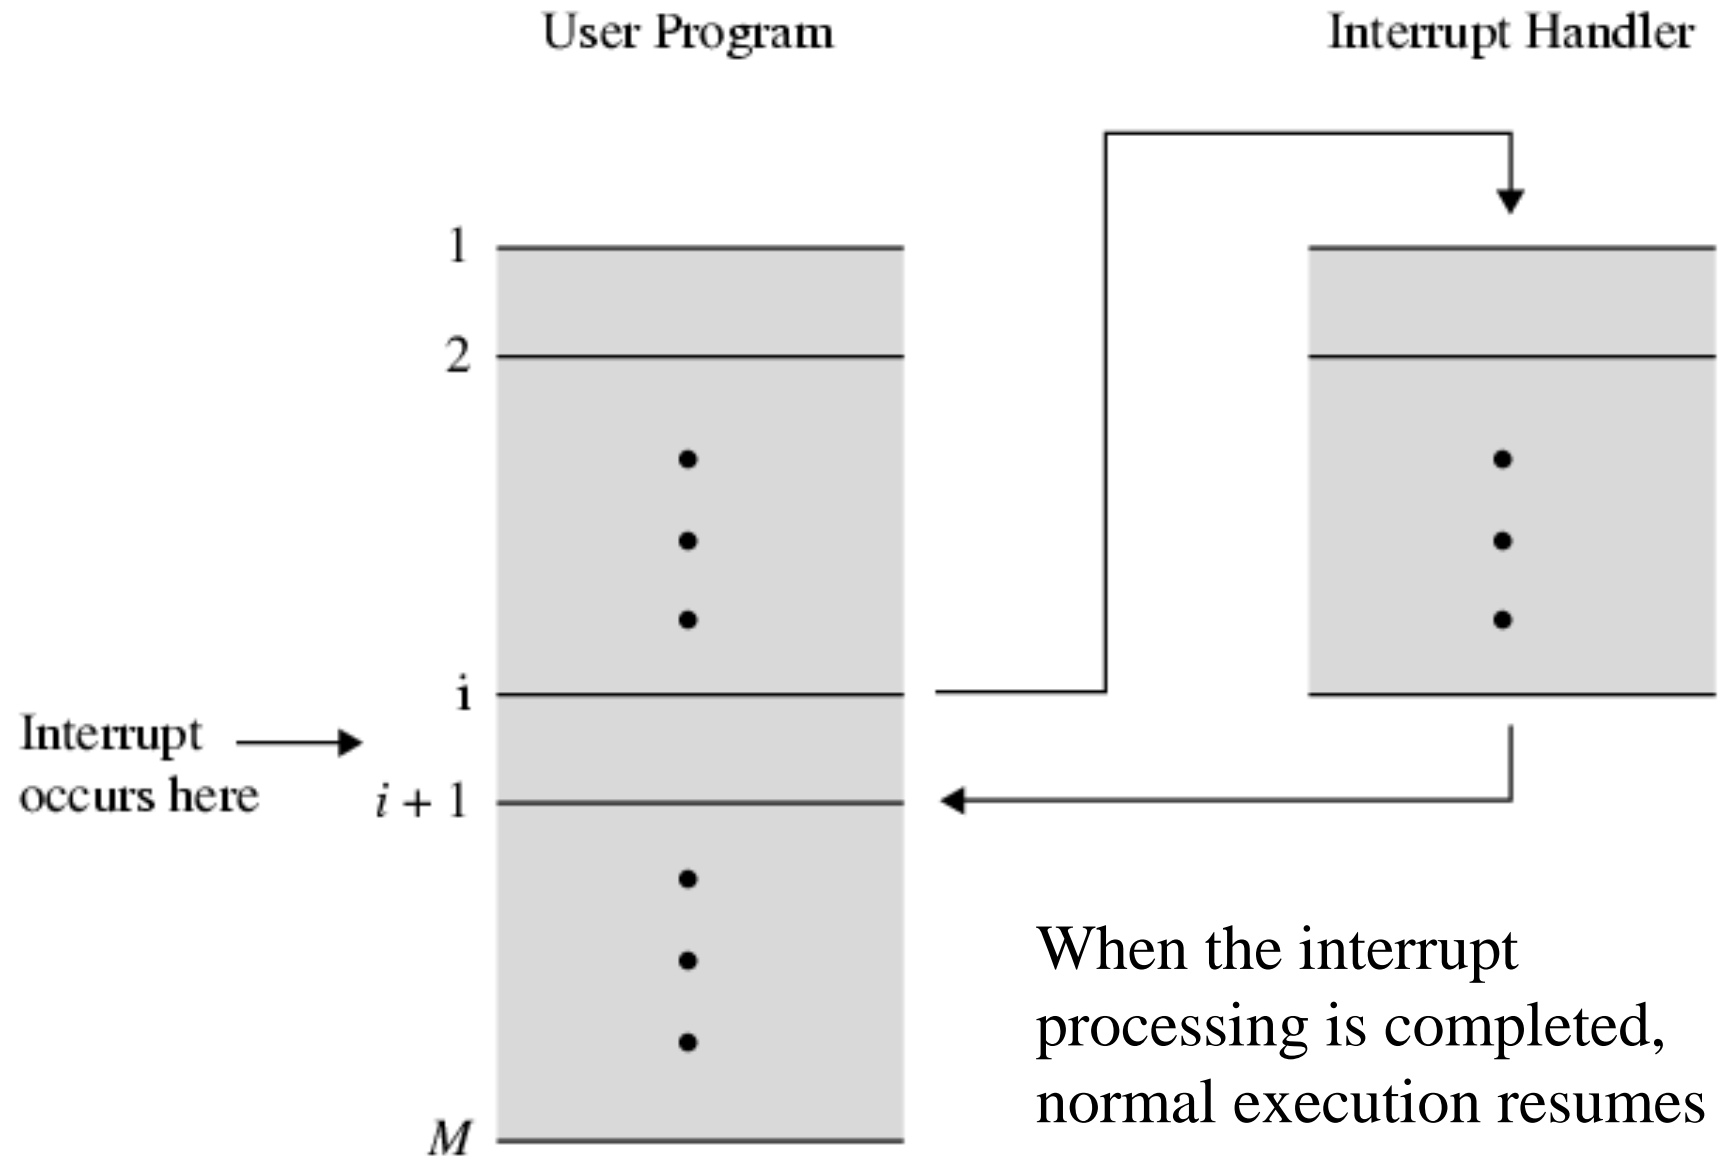 User Program
Interrupt Handler
1
2
i
Interrupt
occurs here
i + 1
When the interrupt
processing is completed,
normal execution resumes
M